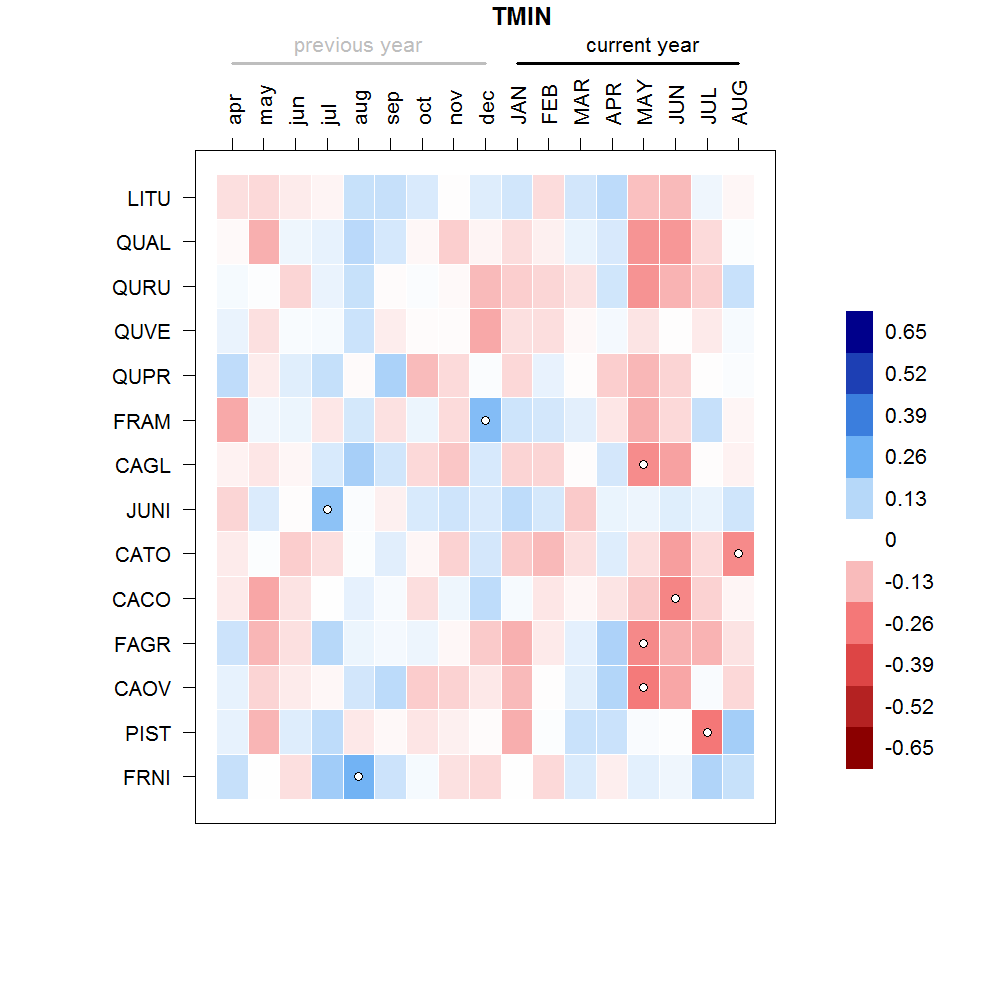 TMIN
previous year current year
apr may jun jul aug sep oct nov dec JAN FEB MAR APR MAY JUN JUL AUG
LITU
QUAL
QURU
QUVE
QUPR
FRAM
CAGL
JUNI
CATO
CACO
FAGR
CAOV
PIST
FRNI
0.65
0.52
0.39
0.26
0.13
0
-0.13
-0.26
-0.39
-0.52
-0.65